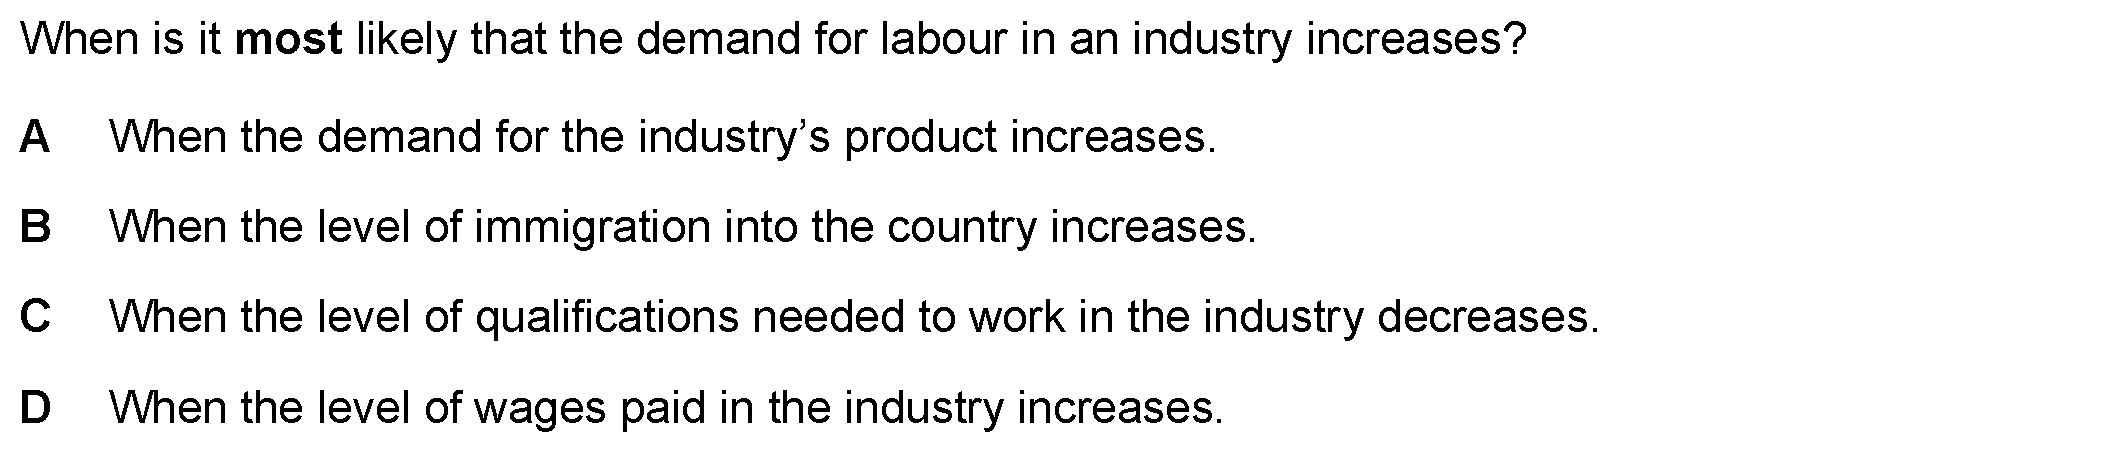 When is it most likely that the demand for labour in an industry increases?
A When the demand for the industry’s product increases.
B When the level of immigration into the country increases.
C When the level of qualifications needed to work in the industry decreases.
D When the level of wages paid in the industry increases.